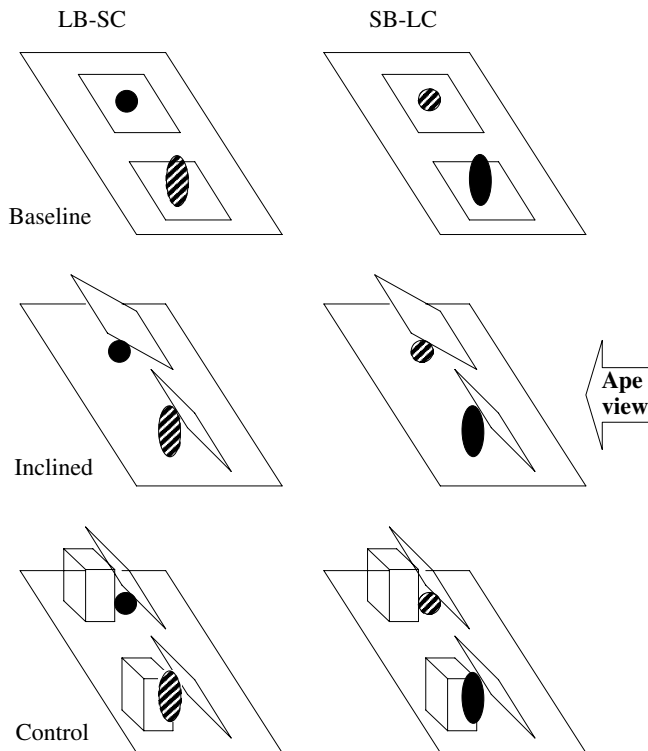 LB-SC
SB-LC
Baseline
Inclined
Ape
view
Control